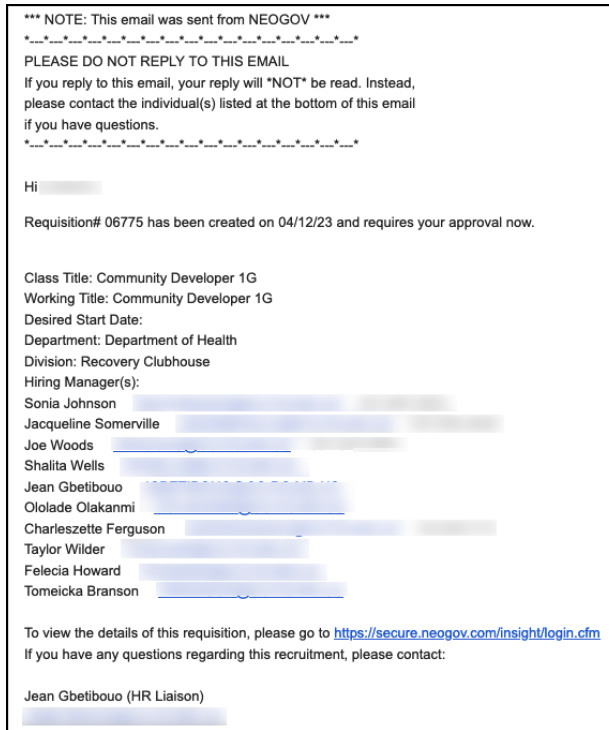 *** NOTE: This email was sent from NEOGOV ***
*---*---*---*---*---*---*---*---*---*---*---*---*---*---*---*---*---*
PLEASE DO NOT REPLY TO THIS EMAIL
If you reply to this email, your reply will *NOT* be read. Instead,
please contact the individual(s) listed at the bottom of this email
if you have questions.
*---*---*---*---*---*---*---*---*---*---*---*---*---*---*---*---*---*
Hi
Requisition# 06775 has been created on 04/12/23 and requires your approval now.
Class Title: Community Developer 1G
Working Title: Community Developer 1G
Desired Start Date:
Department: Department of Health
Division: Recovery Clubhouse
Hiring Manager(s):
Sonia Johnson
Jacqueline Somerville
Joe Woods
Shalita Wells
Jean Gbetibouo
Ololade Olakanmi
Charleszette Ferguson
Taylor Wilder
Felecia Howard
Tomeicka Branson
To view the details of this requisition, please go to https://secure.neogov.com/insight/login.cfm
If you have any questions regarding this recruitment, please contact:
Jean Gbetibouo (HR Liaison)